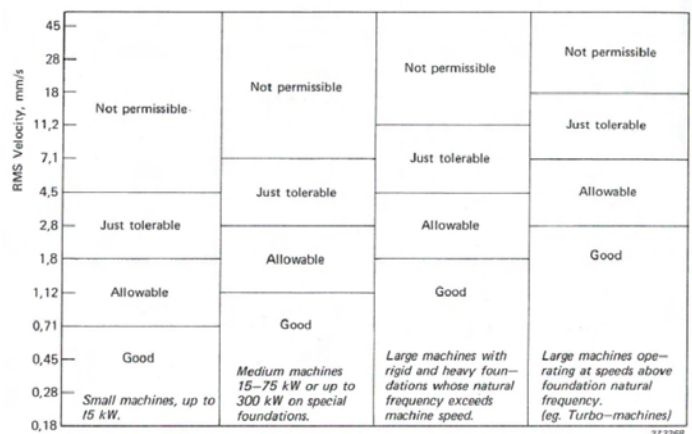 RMS Velocity, mm/s
45
28
18
11,2
7,1
4,5
2,8
1,8
1,12
0,71
0,45
0,28
0,18
Not permissible
Just tolerable
Allowable
Good
Small machines, up to
15 kW.
Not permissible
Just tolerable
Allowable
Good
Medium machines
15–75 kW or up to
300 kW on special
foundations.
Not permissible
Just tolerable
Allowable
Good
Large machines with
rigid and heavy foun–
dations whose natural
frequency exceeds
machine speed.
Not permissible
Just tolerable
Allowable
Good
Large machines ope–
rating at speeds above
foundation natural
frequency.
(eg. Turbo–machines)